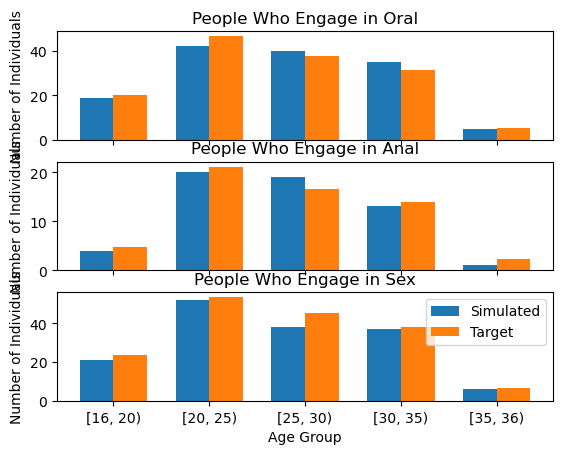 People Who Engage in Oral
Number of Individuals
40
20
0
People Who Engage in Anal
Number of Individuals
20
10
0
People Who Engage in Sex
Number of Individuals
40
20
0
Simulated
Target
[16, 20)
[20, 25)
[25, 30)
[30, 35)
[35, 36)
Age Group